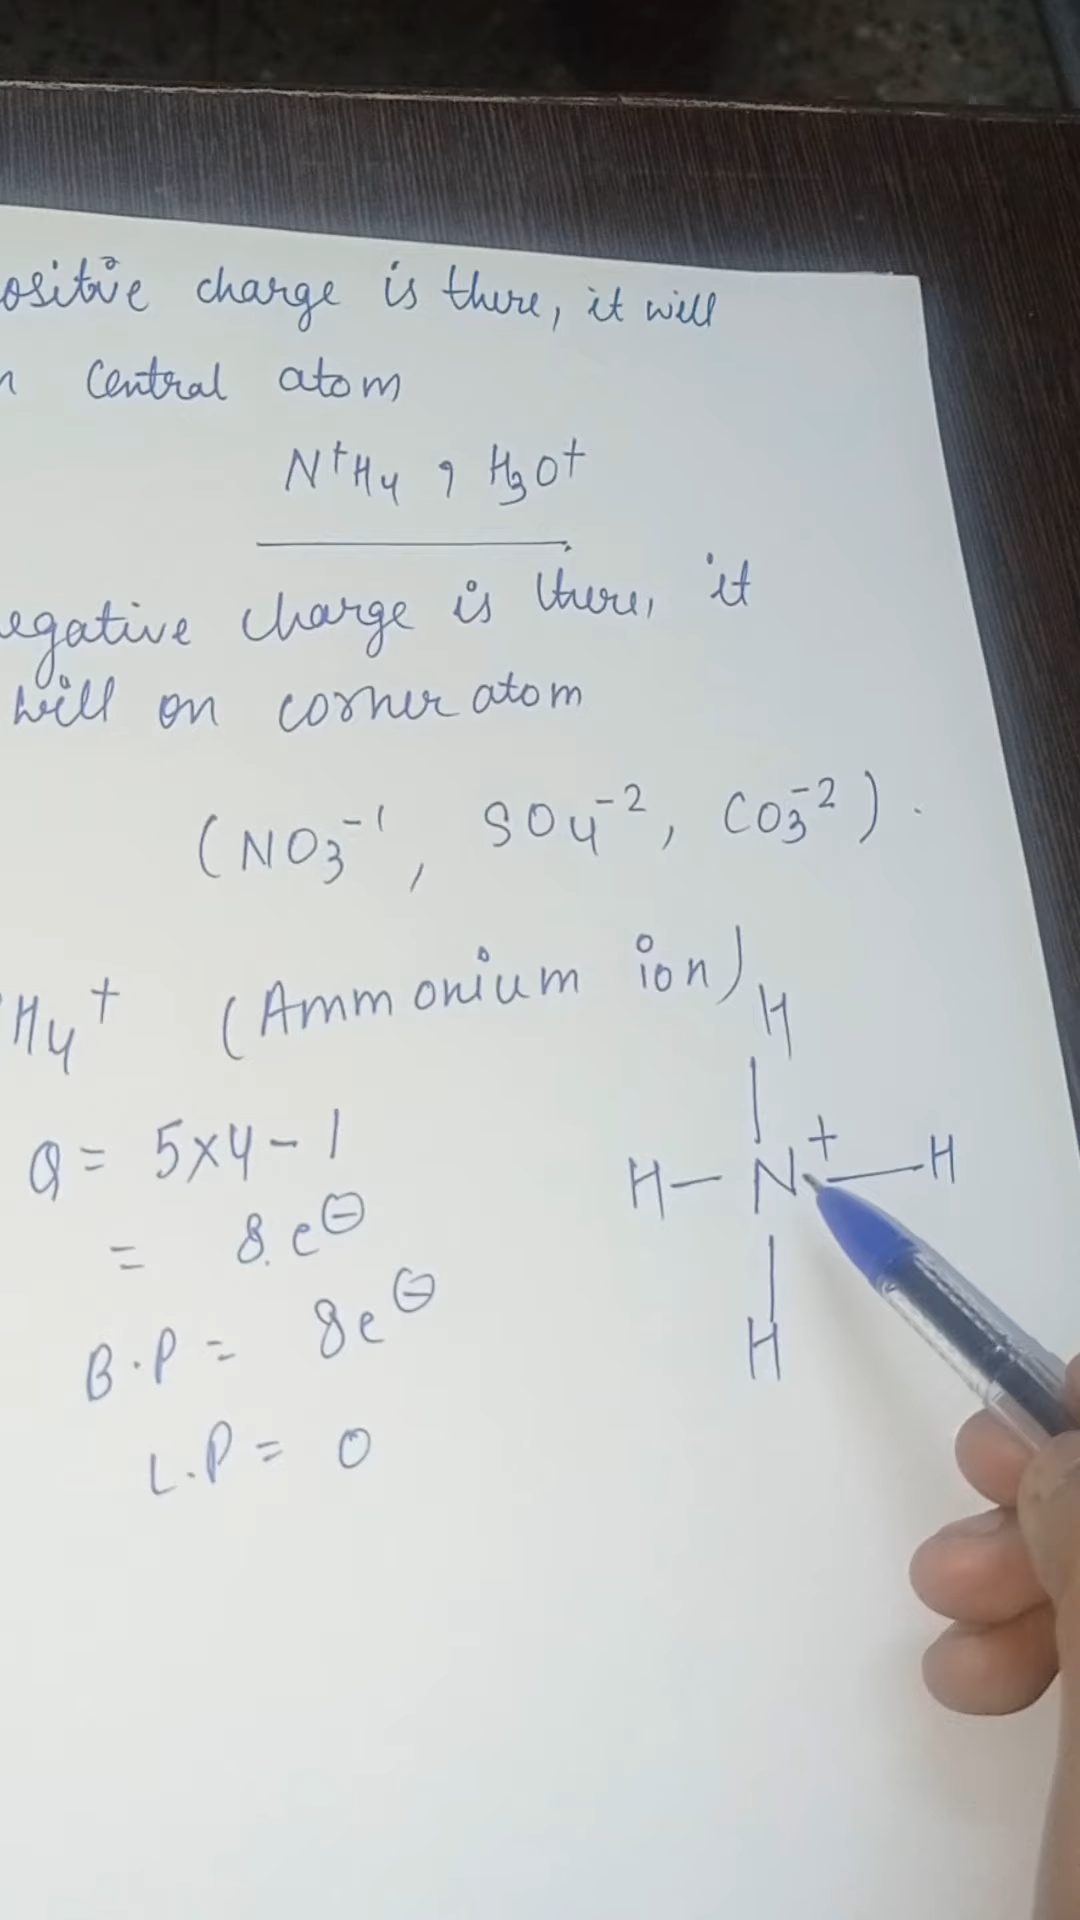 ositive charge is there, it will
n Central atom
N⁺H₄ , H₃O⁺
egative charge is there, it
will on corner atom
(NO₃⁻¹, SO₄⁻², CO₃⁻²).
H₄⁺ (Ammonium ion)
H
Q = 5×4-1
H-N⁺-H
= 8.e⊖
H
B.P = 8e⊖
L.P = 0